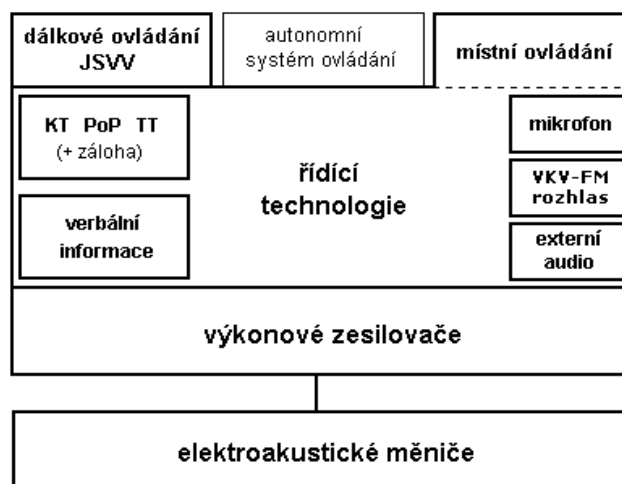 dálkové ovládání
JSVV
autonomní
systém ovládání
místní ovládání
KT PoP TT
(+ záloha)
verbální
informace
řídící
technologie
mikrofon
VKV-FM
rozhlas
externí
audio
výkonové zesilovače
elektroakustické měniče